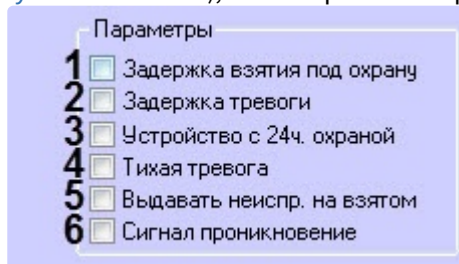 Параметры
1 Задержка взятия под охрану
2 Задержка тревоги
3 Устройство с 24ч. охраной
4 Тихая тревога
5 Выдавать неиспр. на взятом
6 Сигнал проникновение